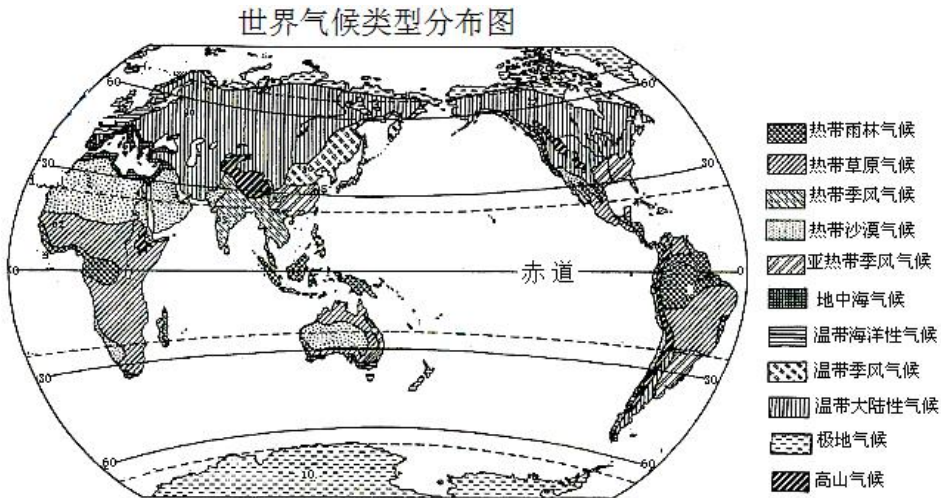 世界气候类型分布图
60
60
30
30
0
赤道
0
30
30
60
60
10
热带雨林气候
热带草原气候
热带季风气候
热带沙漠气候
亚热带季风气候
地中海气候
温带海洋性气候
温带季风气候
温带大陆性气候
极地气候
高山气候